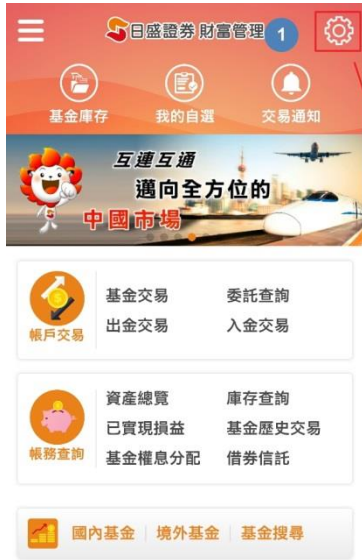 日盛證券 財富管理 1
基金庫存 我的自選 交易通知
互連互通
邁向全方位的
中國市場
基金交易 委託查詢
出金交易 入金交易
帳戶交易
資產總覽 庫存查詢
已實現損益 基金歷史交易
基金權息分配 借券信託
帳務查詢
國內基金 境外基金 基金搜尋